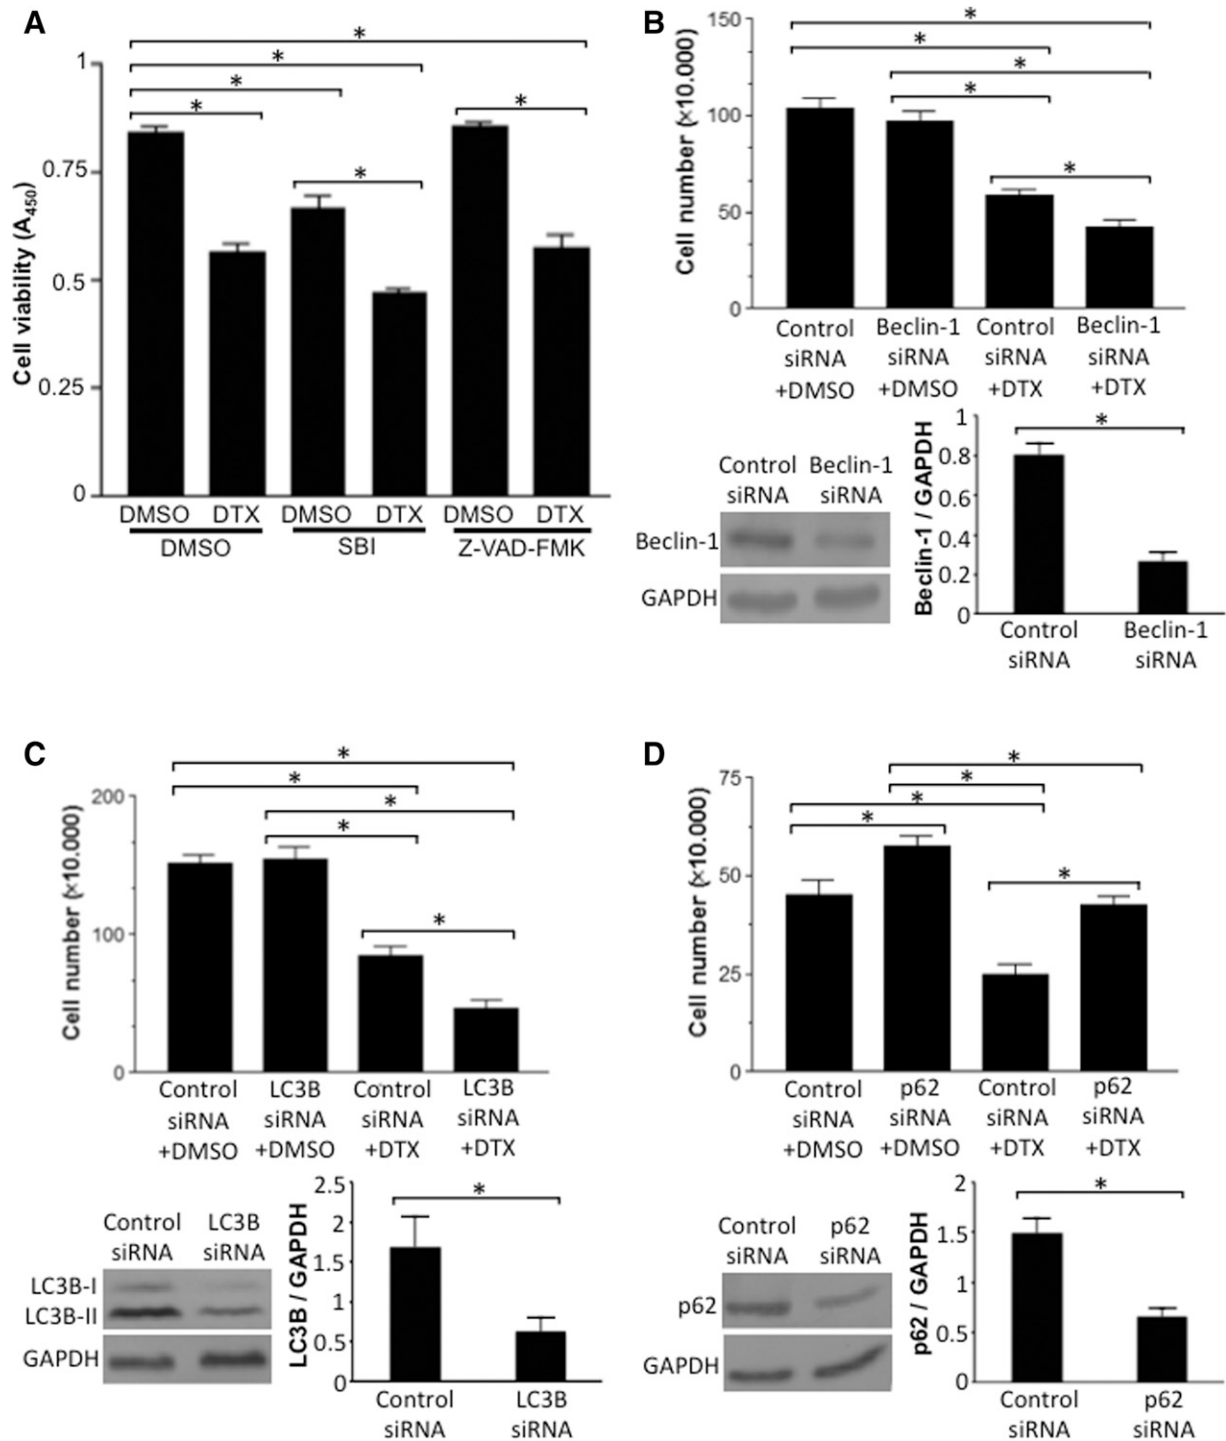 A
*
*
*
*
*
*
1
0.75
0.5
0.25
0
Cell viability (A450)
DMSO DTX DMSO DTX DMSO DTX
DMSO SBI Z-VAD-FMK
B
*
*
*
*
*
150
100
50
0
Cell number (×10.000)
Control Beclin-1 Control Beclin-1
siRNA siRNA siRNA siRNA
+DMSO +DMSO +DTX +DTX
Control Beclin-1
siRNA siRNA
Beclin-1
GAPDH
*
1
0.8
0.6
0.4
0.2
0
Beclin-1 / GAPDH
Control Beclin-1
siRNA siRNA
C
*
*
*
*
*
200
100
0
Cell number (×10.000)
Control LC3B Control LC3B
siRNA siRNA siRNA siRNA
+DMSO +DMSO +DTX +DTX
Control LC3B
siRNA siRNA
LC3B-I
LC3B-II
GAPDH
*
2.5
2
1.5
1
0.5
0
LC3B / GAPDH
Control LC3B
siRNA siRNA
D
*
*
*
*
*
75
50
25
0
Cell number (×10.000)
Control p62 Control p62
siRNA siRNA siRNA siRNA
+DMSO +DMSO +DTX +DTX
Control p62
siRNA siRNA
p62
GAPDH
*
2
1.5
1
0.5
0
p62 / GAPDH
Control p62
siRNA siRNA